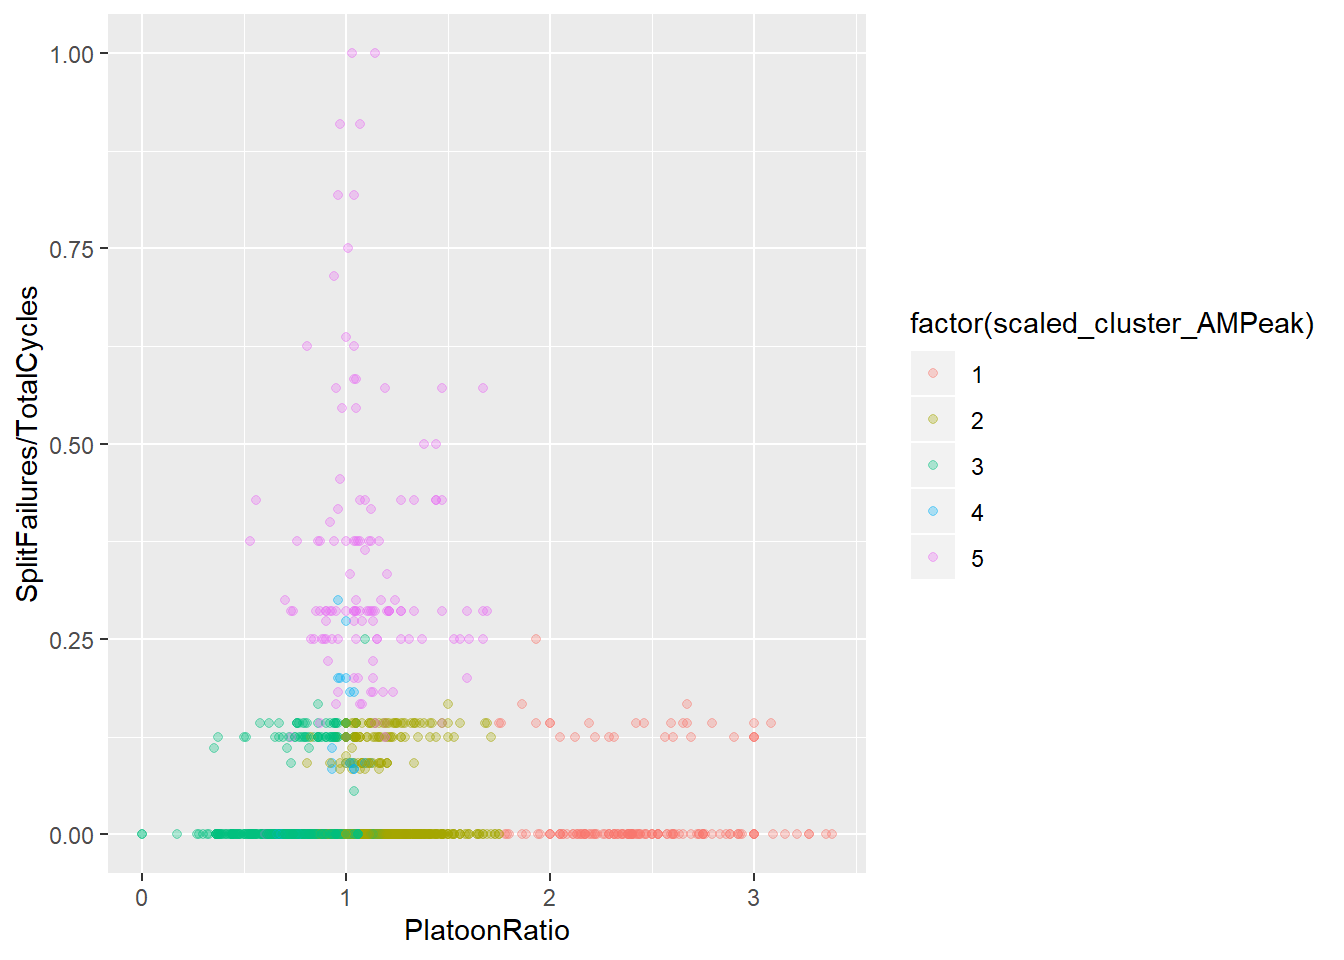 1.00
0.75
0.50
0.25
0.00
SplitFailures/TotalCycles
0 1 2 3
PlatoonRatio
factor(scaled_cluster_AMPeak)
1
2
3
4
5